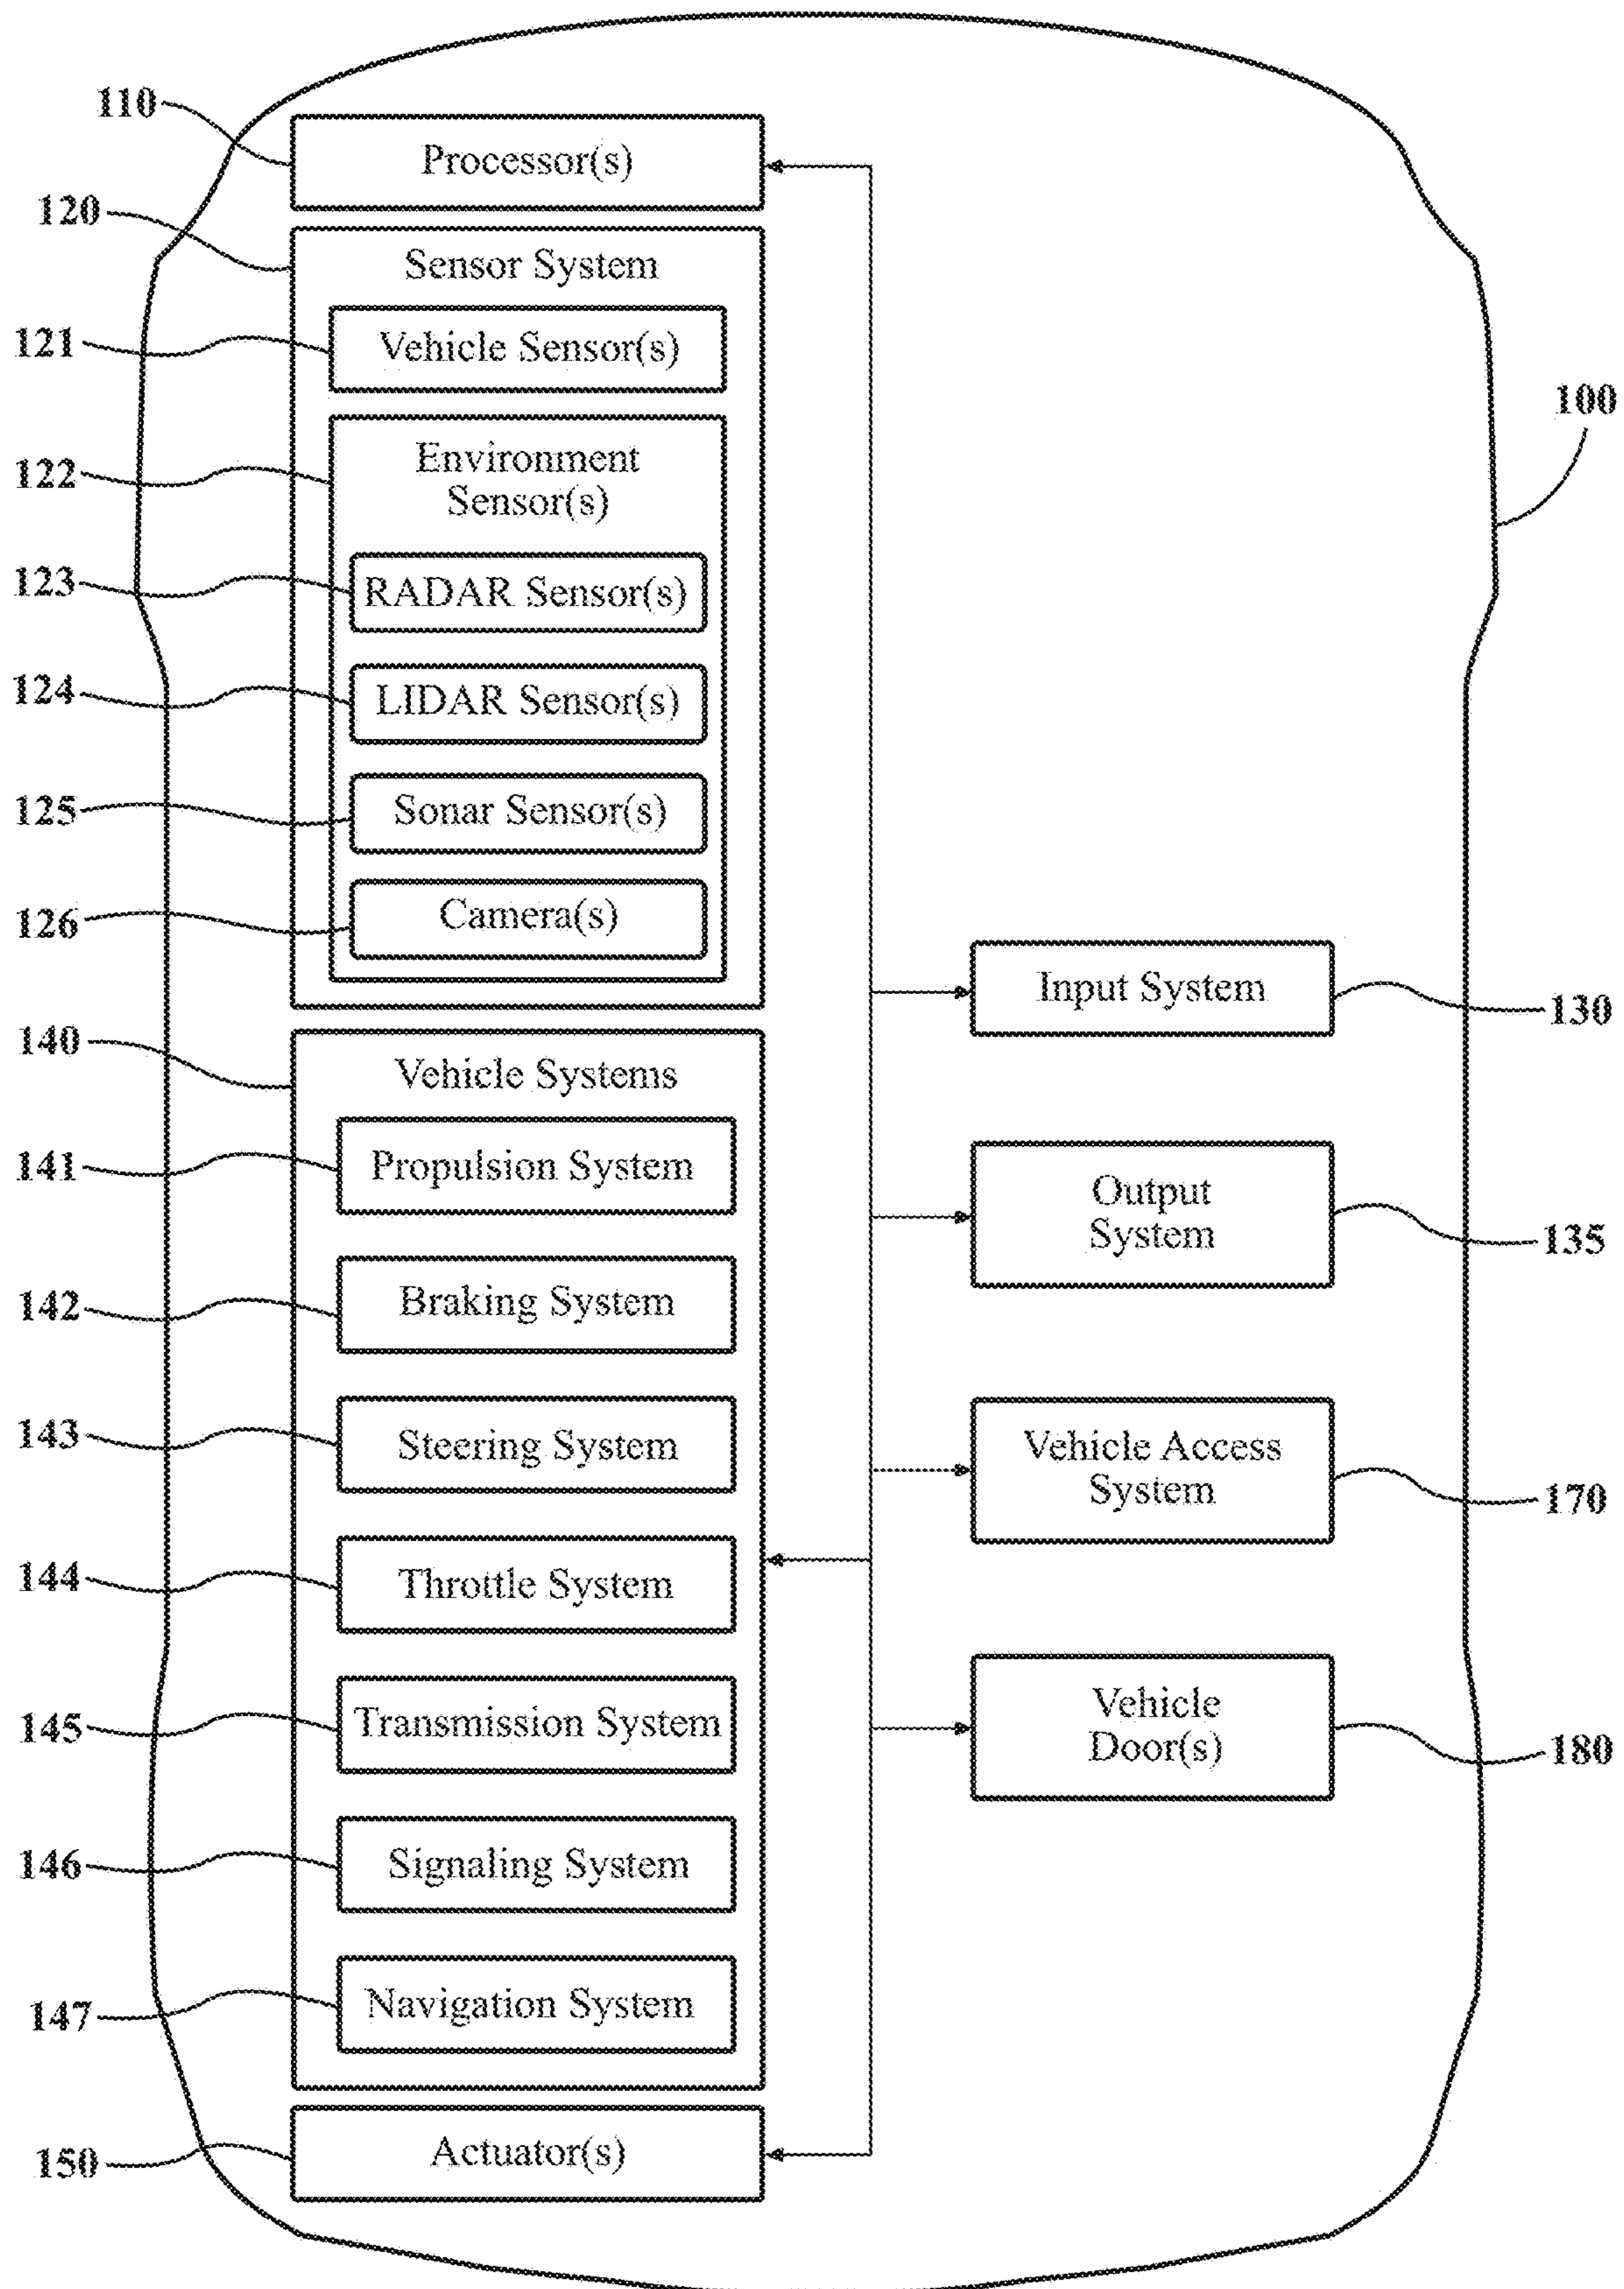 110
Processor(s)
120
Sensor System
121
Vehicle Sensor(s)
100
122
Environment
Sensor(s)
123
RADAR Sensor(s)
124
LIDAR Sensor(s)
125
Sonar Sensor(s)
126
Camera(s)
Input System
130
140
Vehicle Systems
141
Propulsion System
Output
System
135
142
Braking System
143
Steering System
Vehicle Access
System
170
144
Throttle System
145
Transmission System
Vehicle
Door(s)
180
146
Signaling System
147
Navigation System
150
Actuator(s)